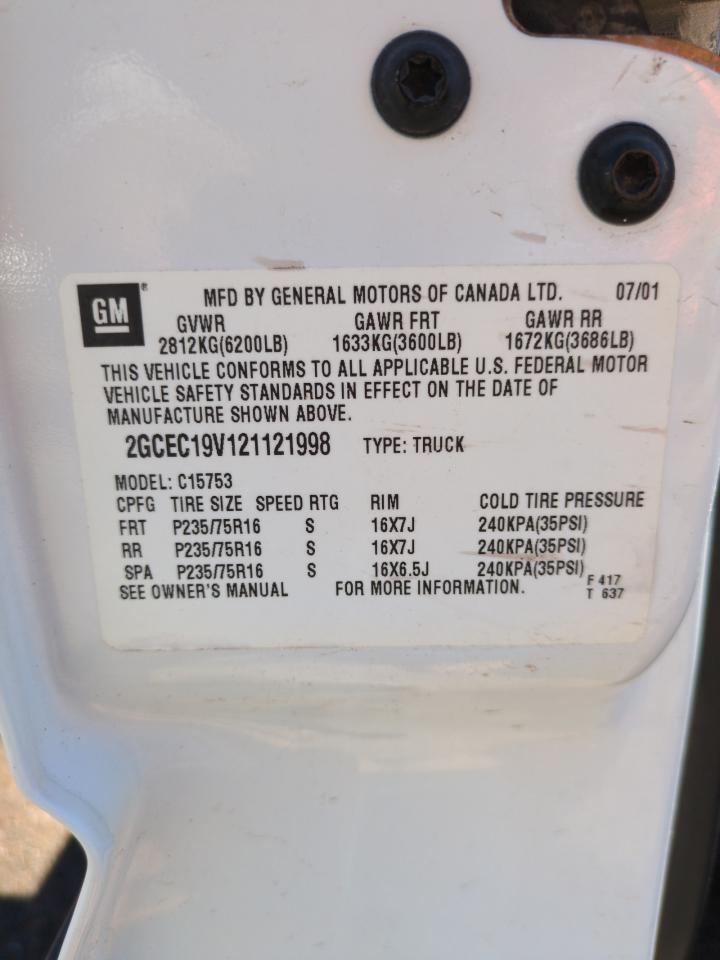 GM ® MFD BY GENERAL MOTORS OF CANADA LTD. 07/01
GVWR GAWR FRT GAWR RR
2812KG(6200LB) 1633KG(3600LB) 1672KG(3686LB)
THIS VEHICLE CONFORMS TO ALL APPLICABLE U.S. FEDERAL MOTOR
VEHICLE SAFETY STANDARDS IN EFFECT ON THE DATE OF
MANUFACTURE SHOWN ABOVE.
2GCEC19V121121998 TYPE: TRUCK
MODEL: C15753
CPFG TIRE SIZE SPEED RTG RIM COLD TIRE PRESSURE
FRT P235/75R16 S 16X7J 240KPA(35PSI)
RR P235/75R16 S 16X7J 240KPA(35PSI)
SPA P235/75R16 S 16X6.5J 240KPA(35PSI)
SEE OWNER'S MANUAL FOR MORE INFORMATION. F 417
T 637